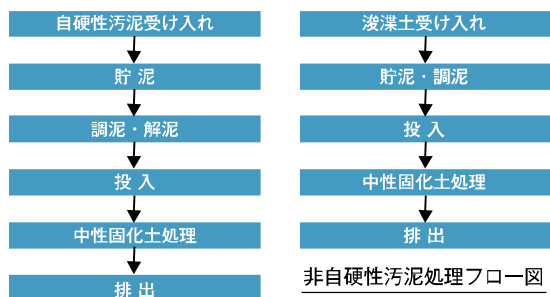 自硬性汚泥受け入れ
貯 泥
調泥・解泥
投 入
中性固化土処理
排 出
浚渫土受け入れ
貯泥・調泥
投 入
中性固化土処理
排 出
非自硬性汚泥処理フロー図